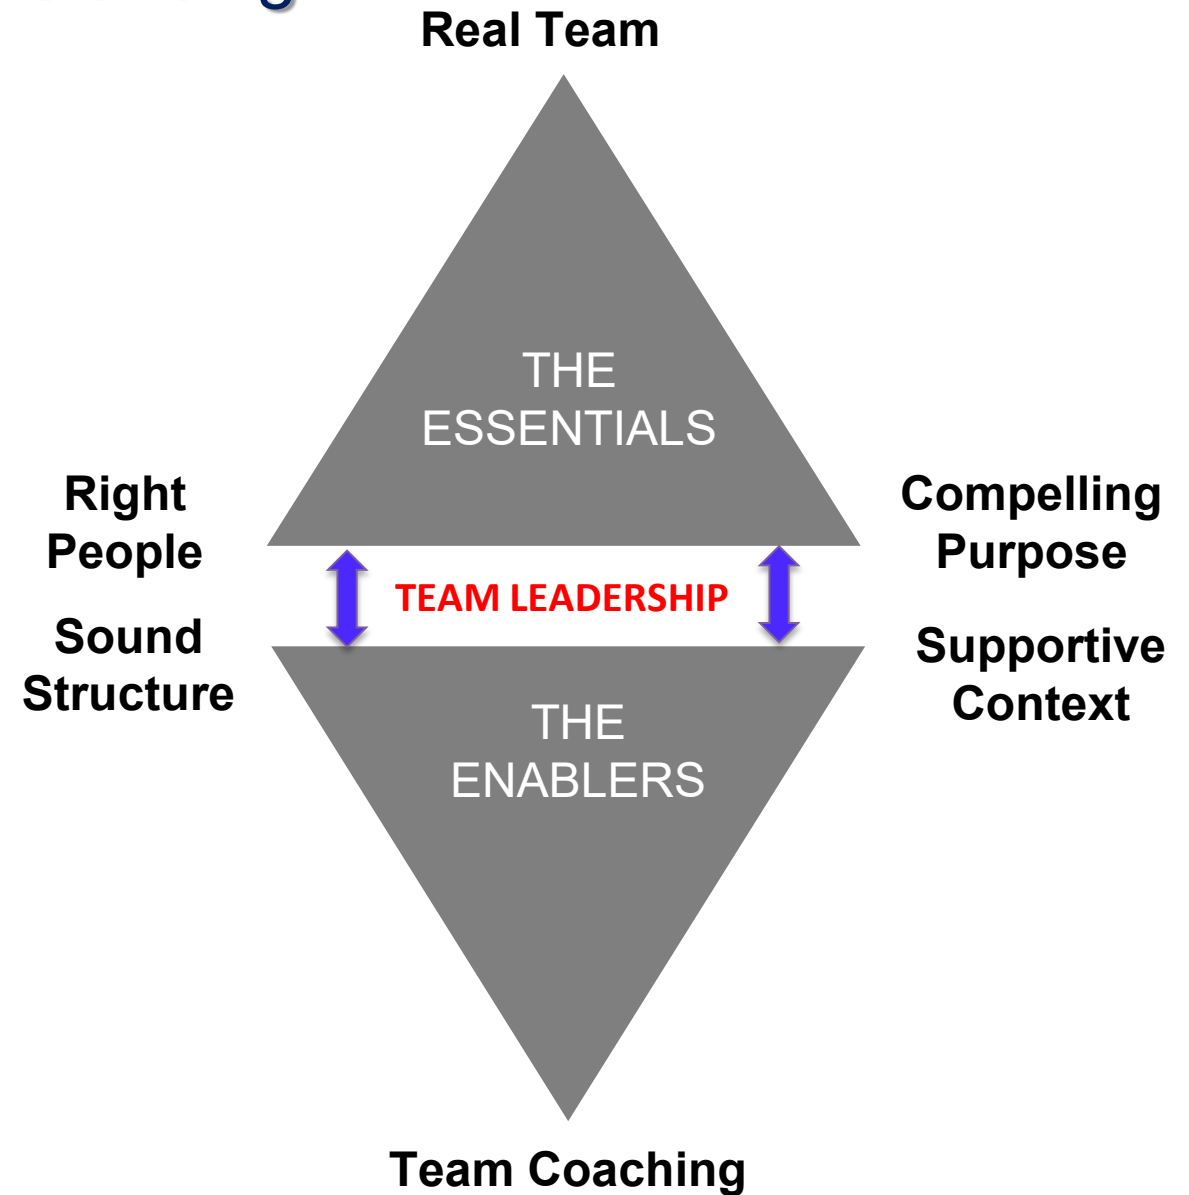 Real Team
THE
ESSENTIALS
Right
People
Compelling
Purpose
TEAM LEADERSHIP
Sound
Structure
Supportive
Context
THE
ENABLERS
Team Coaching